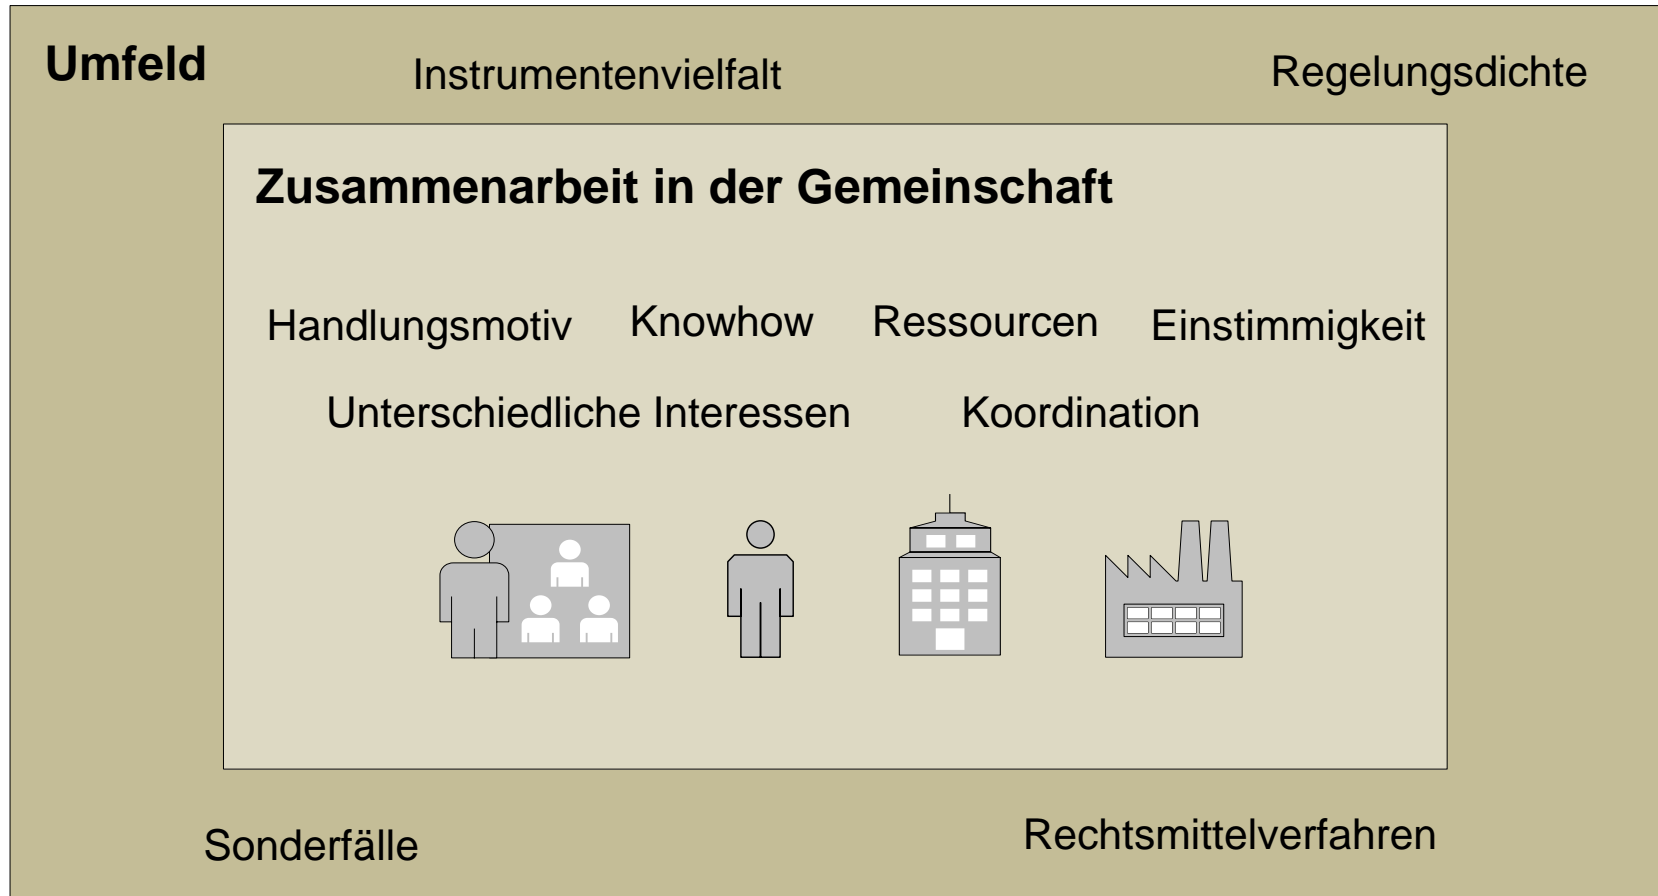 Umfeld
Instrumentenvielfalt
Regelungsdichte
Zusammenarbeit in der Gemeinschaft
Handlungsmotiv
Knowhow
Ressourcen
Einstimmigkeit
Unterschiedliche Interessen
Koordination
Sonderfälle
Rechtsmittelverfahren